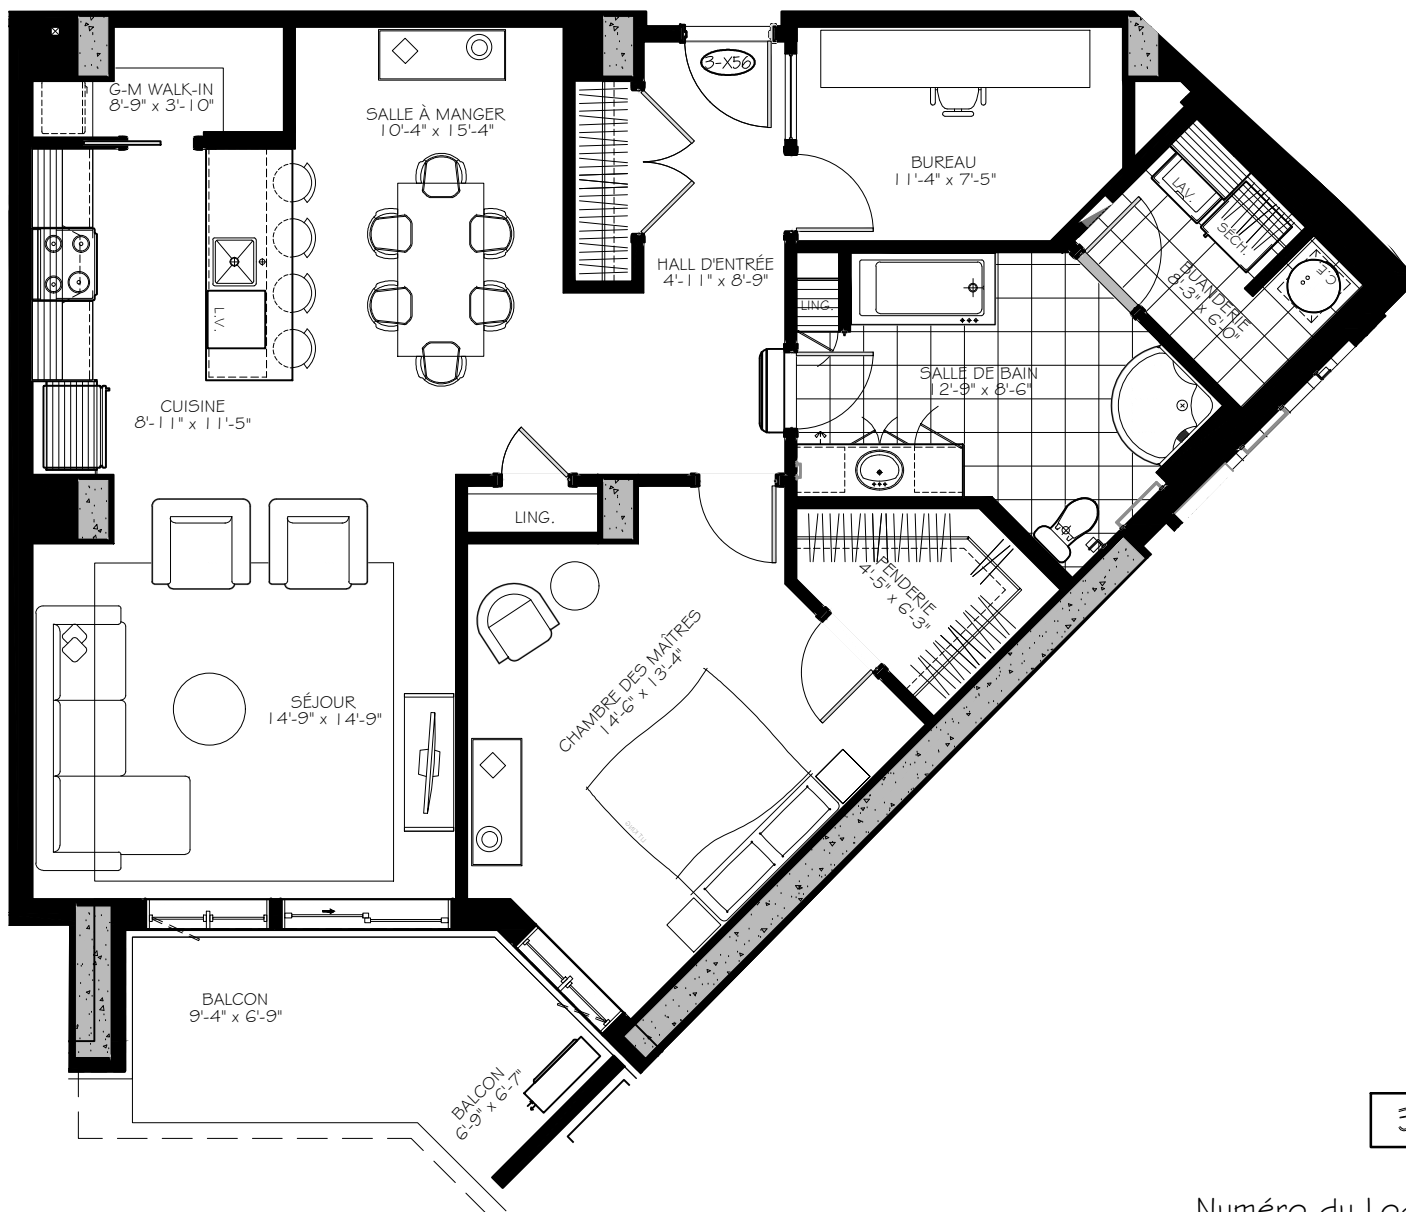 3-X56
G-M WALK-IN
8'-9" x 3'-10"
SALLE À MANGER
10'-4" x 15'-4"
BUREAU
11'-4" x 7'-5"
LAV.
SÉCH.
C.E.
BUANDERIE
8'-3" x 6'-0"
HALL D'ENTRÉE
4'-11" x 8'-9"
LING.
L.V.
SALLE DE BAIN
12'-9" x 8'-6"
CUISINE
8'-11" x 11'-5"
LING.
PENDERIE
4'-5" x 6'-3"
CHAMBRE DES MAÎTRES
14'-6" x 13'-4"
SÉJOUR
14'-9" x 14'-9"
BALCON
9'-4" x 6'-9"
BALCON
6'-9" x 6'-7"
Numéro du